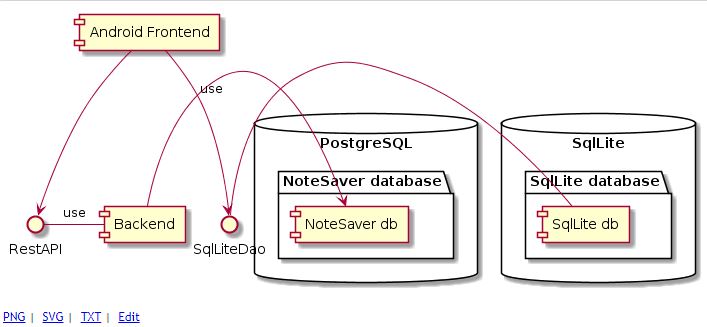 Android Frontend
use
PostgreSQL
SqlLite
NoteSaver database
SqlLite database
use
Backend
NoteSaver db
SqlLite db
RestAPI
SqlLiteDao
PNG | SVG | TXT | Edit